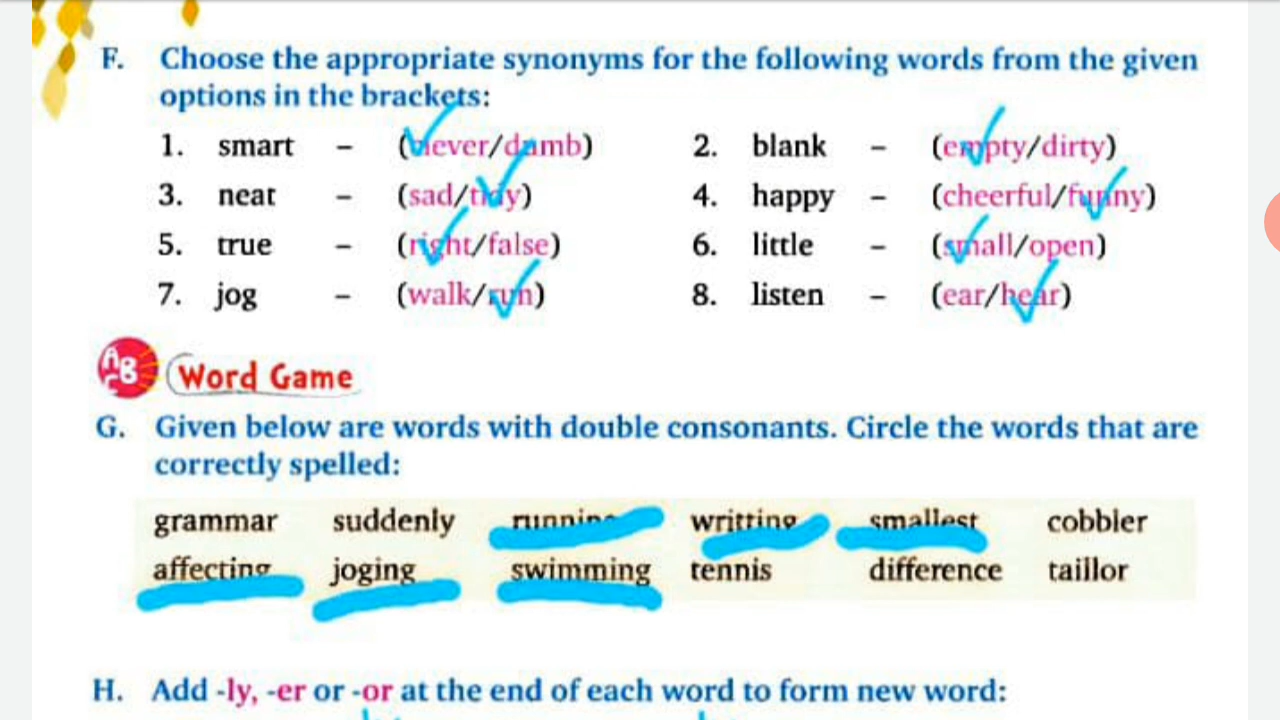 F. Choose the appropriate synonyms for the following words from the given
options in the brackets:
1. smart – (clever/dumb) 2. blank – (empty/dirty)
3. neat – (sad/tidy) 4. happy – (cheerful/funny)
5. true – (right/false) 6. little – (small/open)
7. jog – (walk/run) 8. listen – (ear/hear)
ABC Word Game
G. Given below are words with double consonants. Circle the words that are
correctly spelled:
grammar suddenly running writting smallest cobbler
affecting joging swimming tennis difference taillor
H. Add -ly, -er or -or at the end of each word to form new word: